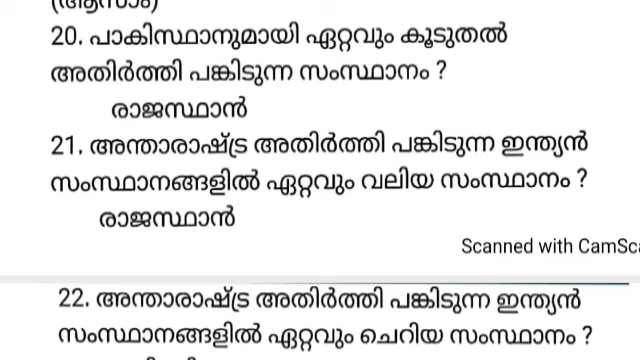 (ആസാം)
20. പാകിസ്ഥാനുമായി ഏറ്റവും കൂടുതൽ
അതിർത്തി പങ്കിടുന്ന സംസ്ഥാനം ?
രാജസ്ഥാൻ
21. അന്താരാഷ്ട്ര അതിർത്തി പങ്കിടുന്ന ഇന്ത്യൻ
സംസ്ഥാനങ്ങളിൽ ഏറ്റവും വലിയ സംസ്ഥാനം ?
രാജസ്ഥാൻ
Scanned with CamSca
22. അന്താരാഷ്ട്ര അതിർത്തി പങ്കിടുന്ന ഇന്ത്യൻ
സംസ്ഥാനങ്ങളിൽ ഏറ്റവും ചെറിയ സംസ്ഥാനം ?